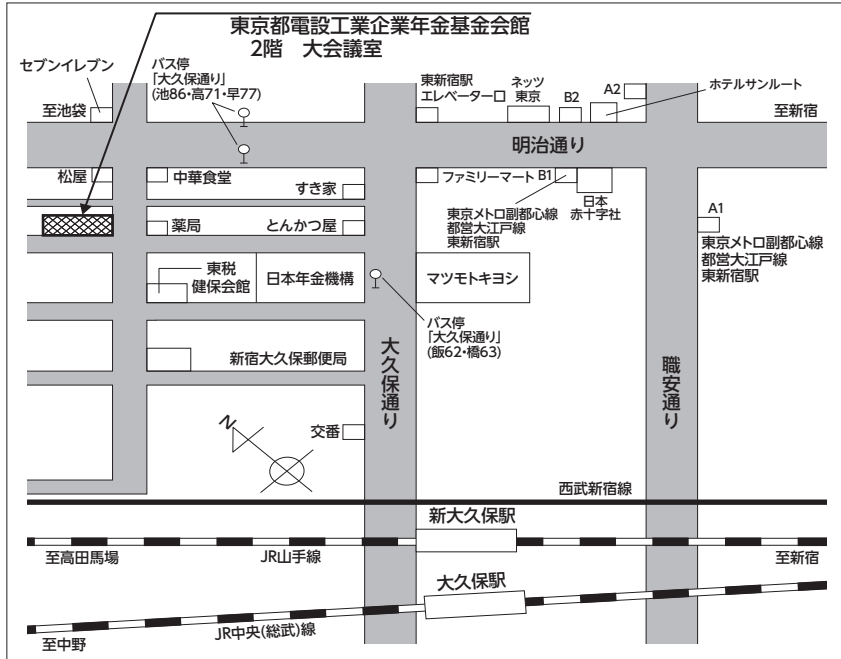 東京都電設工業企業年金基金会館
2階　大会議室
セブンイレブン
バス停
「大久保通り」
(池86・高71・早77)
東新宿駅
エレベーター口
ネッツ
東京
B2
A2
ホテルサンルート
至池袋
至新宿
明治通り
松屋
中華食堂
すき家
ファミリーマート
B1
日本
赤十字社
東京メトロ副都心線
都営大江戸線
東新宿駅
A1
東京メトロ副都心線
都営大江戸線
東新宿駅
薬局
とんかつ屋
東税
健保会館
日本年金機構
マツモトキヨシ
バス停
「大久保通り」
(飯62・橋63)
新宿大久保郵便局
大久保通り
職安通り
N
交番
西武新宿線
新大久保駅
至高田馬場
JR山手線
至新宿
大久保駅
JR中央(総武)線
至中野